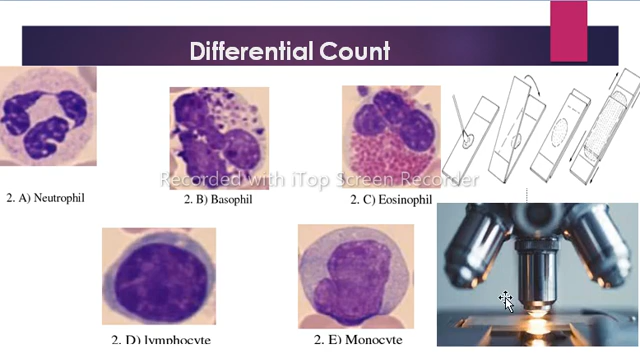 Differential Count
Recorded with iTop Screen Recorder
2. A) Neutrophil
2. B) Basophil
2. C) Eosinophil
2. D) lymphocyte
2. E) Monocyte